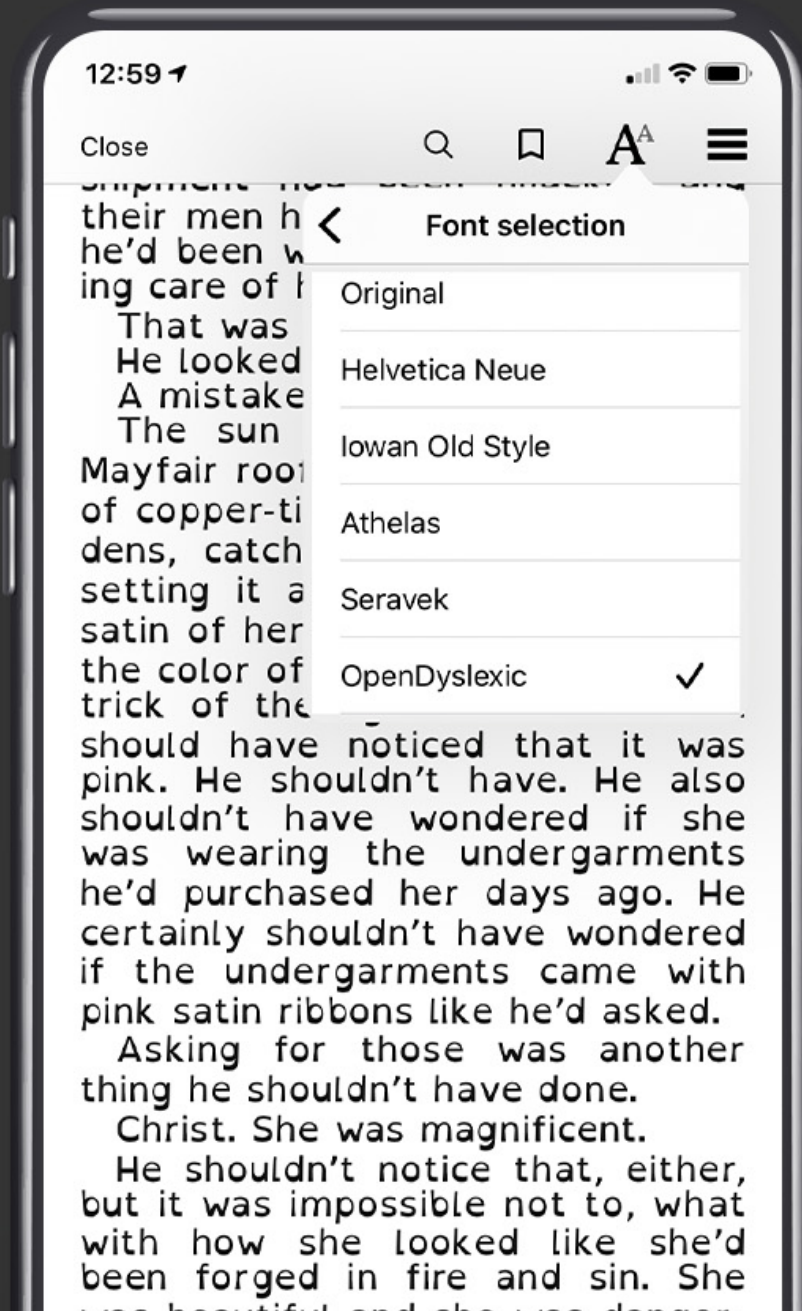 12:59
Close
their men
Font selection
he'd been
ing care of
Original
That was
He looked
Helvetica Neue
A mistake
The sun
Iowan Old Style
Mayfair
of
Athelas
dens, catch
setting it
Seravek
satin of her
the color of
OpenDyslexic
trick of
should have noticed that it was
pink. He shouldn't have. He also
shouldn't have wondered if she
was wearing the undergarments
he'd purchased her days ago. He
certainly shouldn't have wondered
if the undergarments came with
pink satin ribbons like he'd asked.
Asking for those was another
thing he shouldn't have done.
Christ. She was magnificent.
He shouldn't notice that, either,
but it was impossible not to, what
with how she looked like she'd
been forged in fire and sin. She